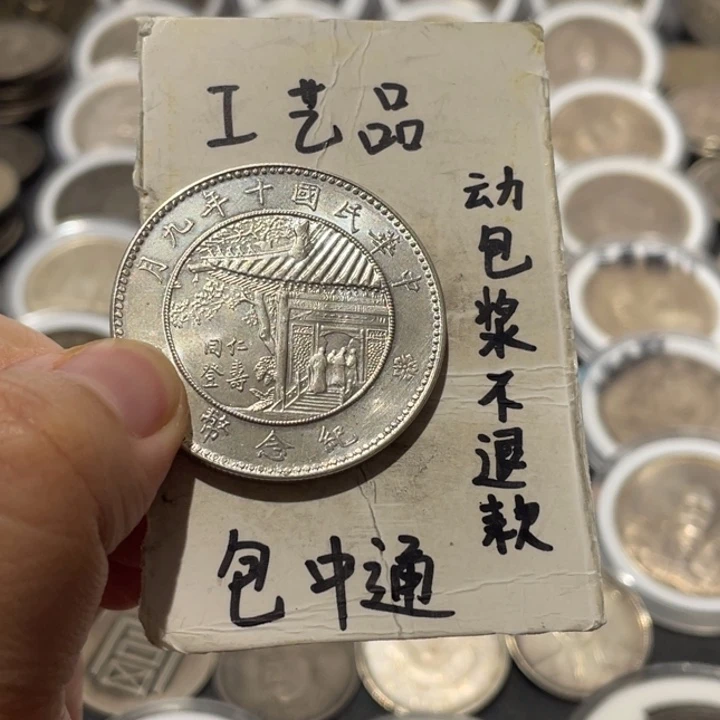 工艺品
动包浆不退款
中華民國十年九月
仁壽
同登
紀念幣
包中通